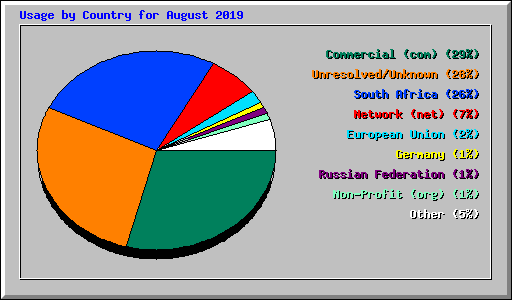 Usage by Country for August 2019
Commercial (com) (29%)
Unresolved/Unknown (28%)
South Africa (26%)
Network (net) (7%)
European Union (2%)
Germany (1%)
Russian Federation (1%)
Non-Profit (org) (1%)
Other (5%)